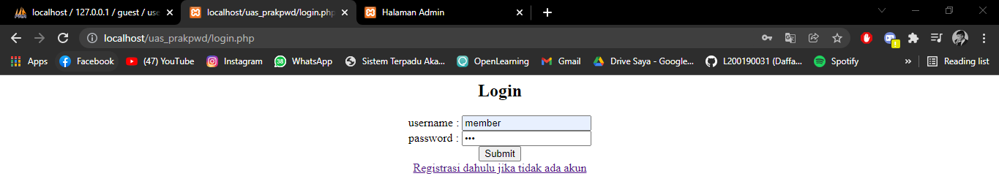 localhost / 127.0.0.1 / guest / use
localhost/uas_prakpwd/login.php
Halaman Admin
localhost/uas_prakpwd/login.php
Apps
Facebook
(47) YouTube
Instagram
38
WhatsApp
Sistem Terpadu Aka...
OpenLearning
Gmail
Drive Saya - Google...
L200190031 (Daffa...
Spotify
»
Reading list
Login
username : member
password : •••
Submit
Registrasi dahulu jika tidak ada akun